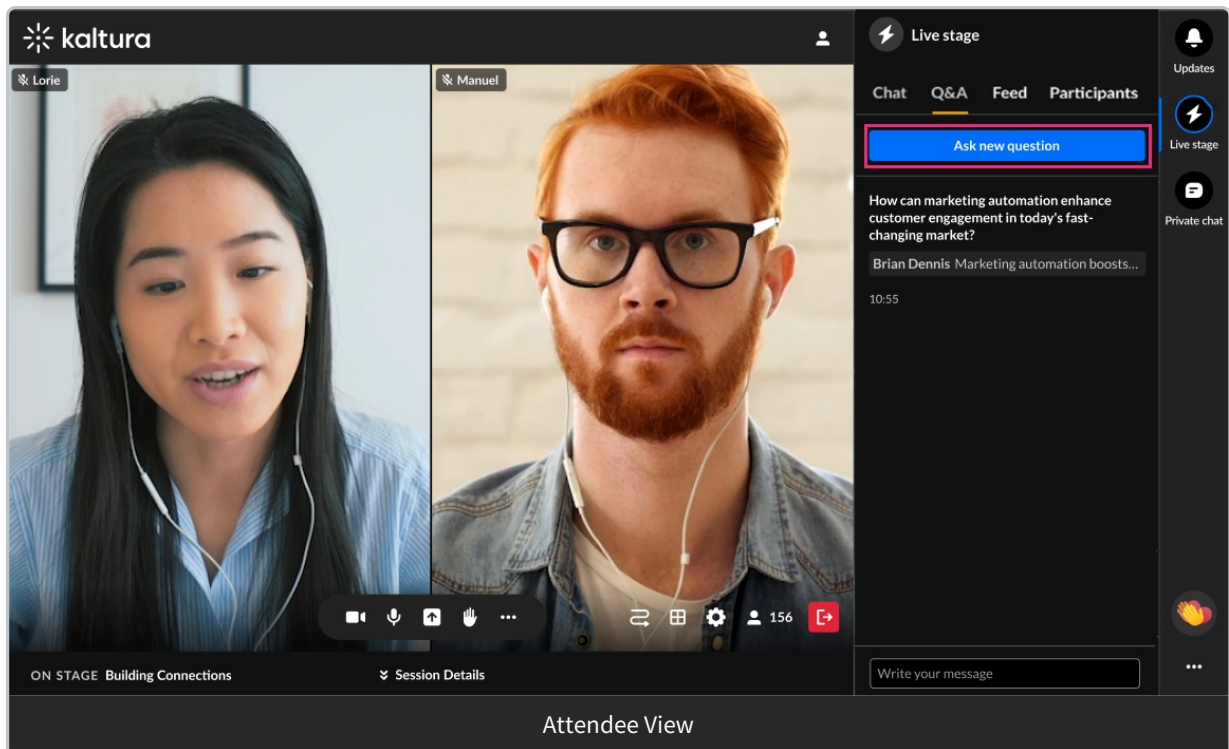 kaltura
Lorie
Manuel
156
ON STAGE Building Connections
Session Details
Live stage
Chat Q&A Feed Participants
Ask new question
How can marketing automation enhance
customer engagement in today's fast-
changing market?
Brian Dennis Marketing automation boosts...
10:55
Write your message
Updates
Live stage
Private chat
Attendee View